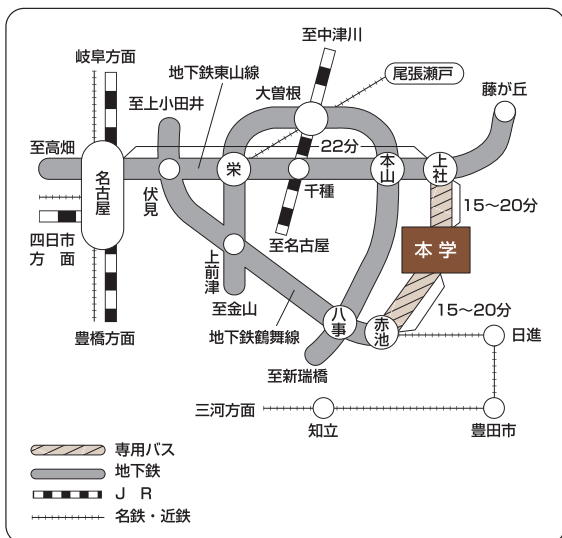 至中津川
岐阜方面
地下鉄東山線
尾張瀬戸
大曽根
藤が丘
至上小田井
22分
至高畑
名古屋
伏見
栄
千種
本山
上社
15〜20分
四日市
方 面
至名古屋
本 学
上前津
豊橋方面
至金山
15〜20分
地下鉄鶴舞線
八事
赤池
日進
至新瑞橋
三河方面
知立
豊田市
専用バス
地下鉄
J R
名鉄・近鉄